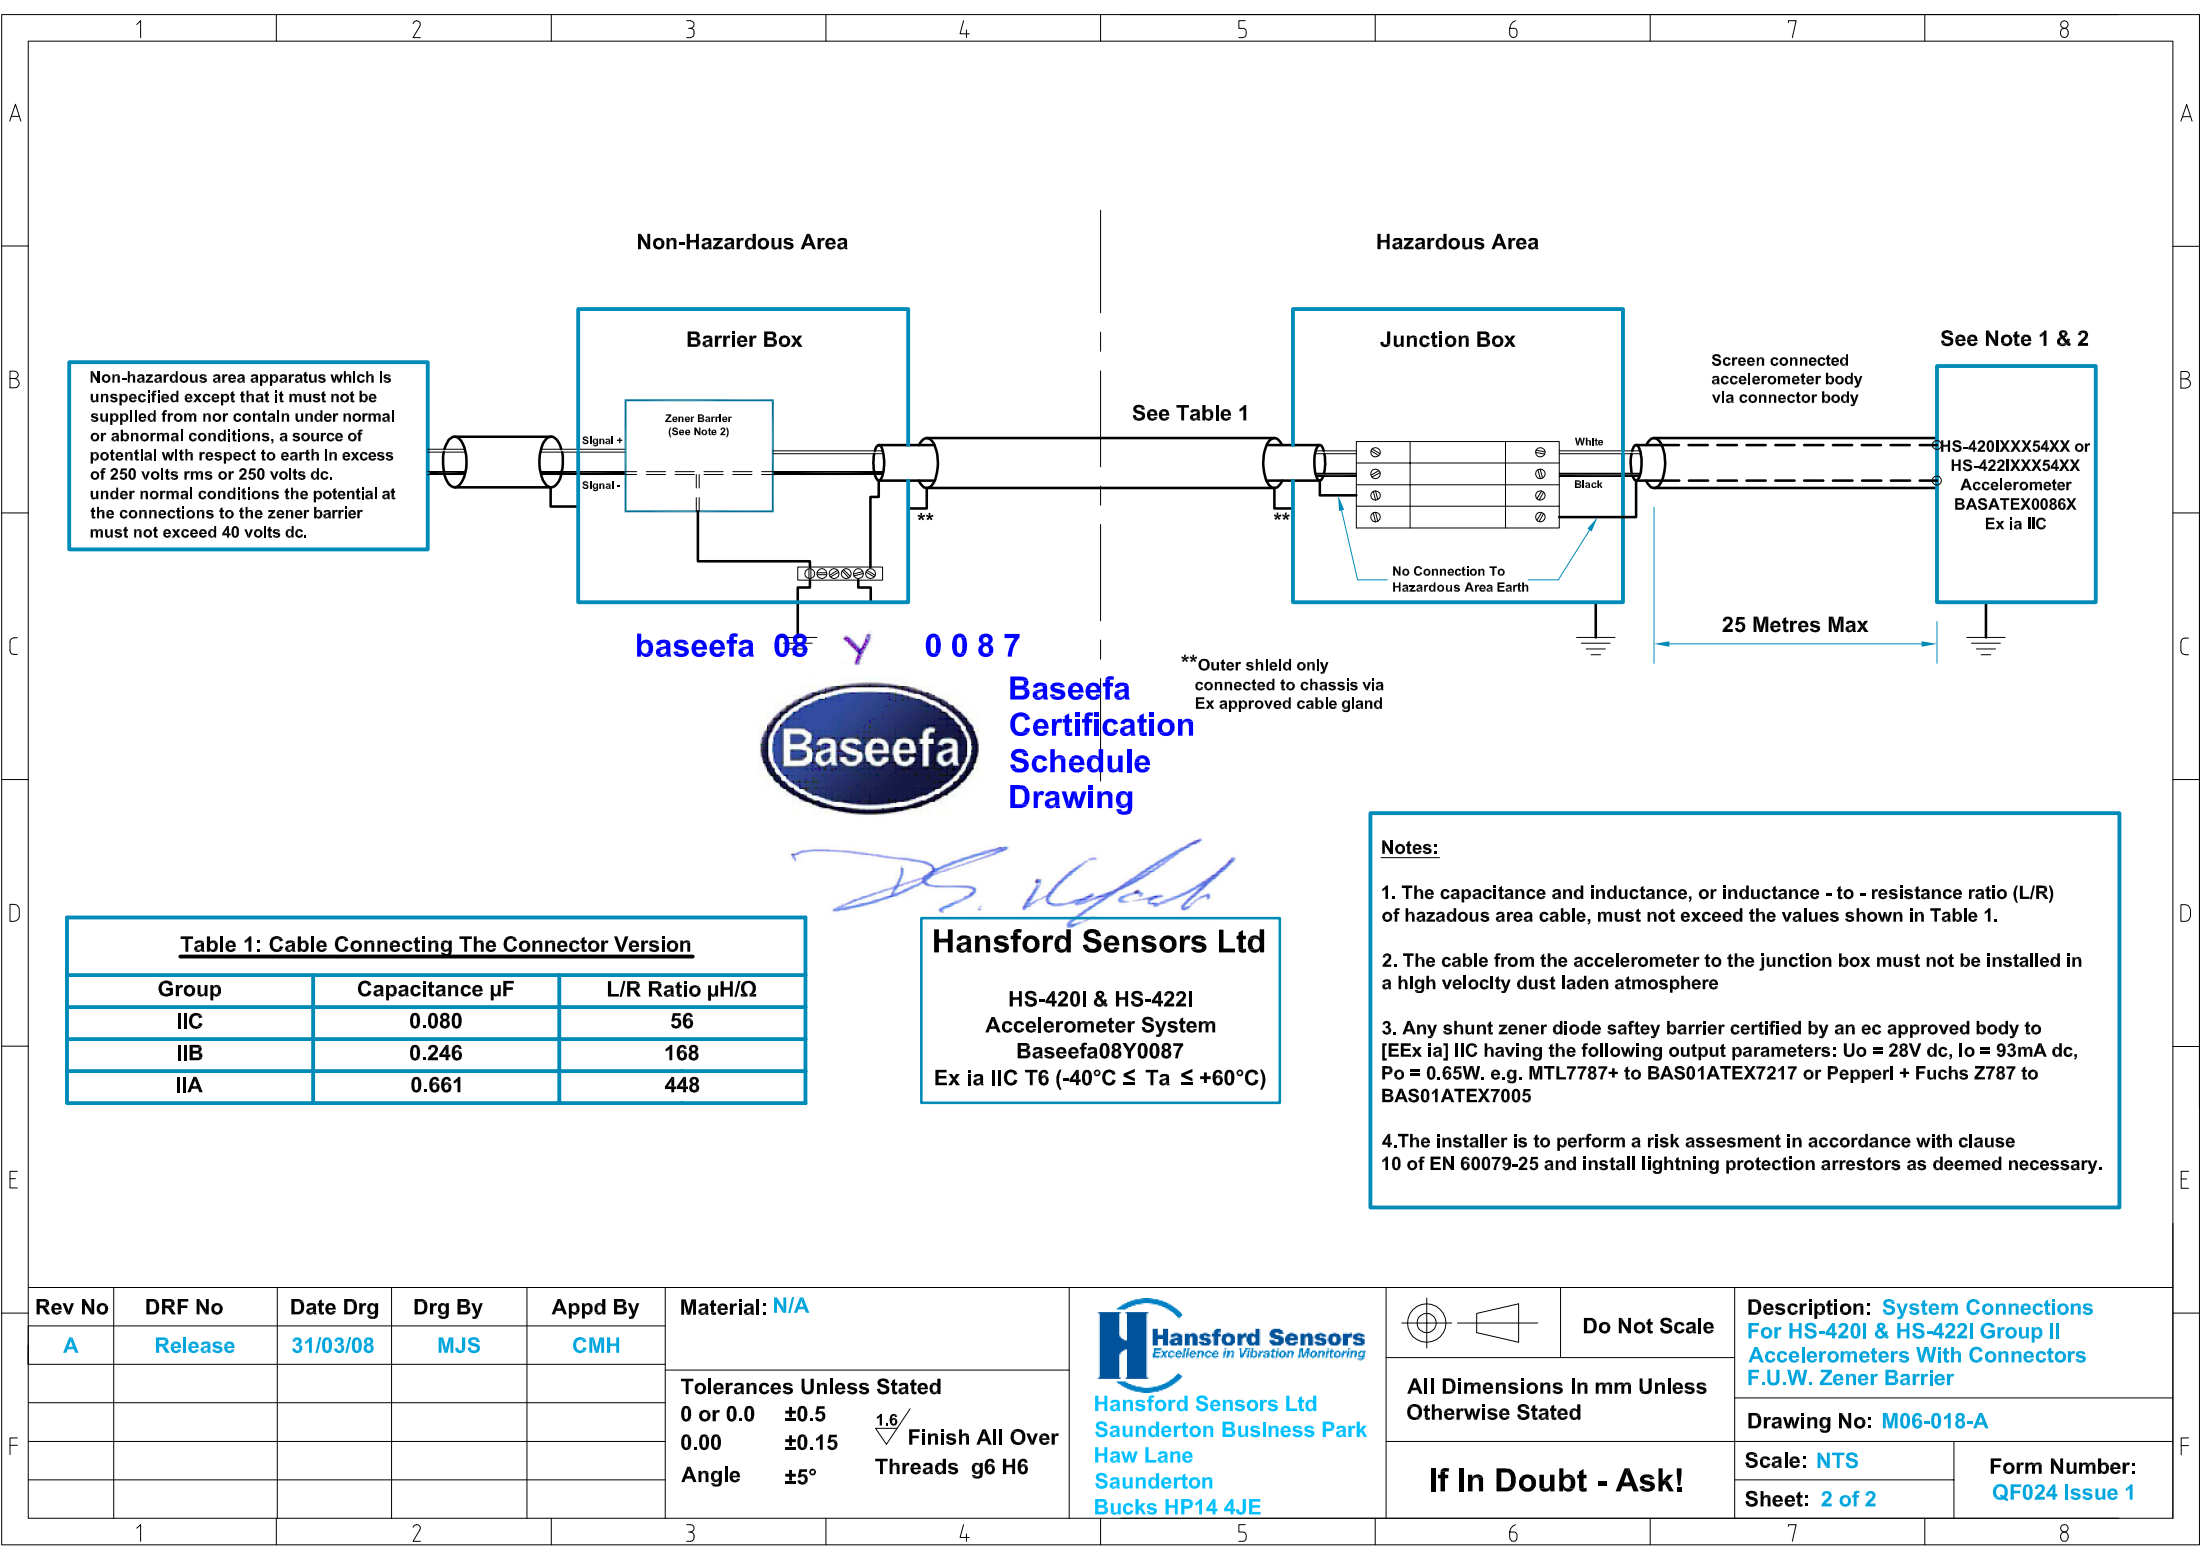 1 2 3 4 5 6 7 8
A A
B B
C C
D D
E E
F F
Non-Hazardous Area
Hazardous Area
Non-hazardous area apparatus which is
unspecified except that it must not be
supplied from nor contain under normal
or abnormal conditions, a source of
potential with respect to earth in excess
of 250 volts rms or 250 volts dc.
under normal conditions the potential at
the connections to the zener barrier
must not exceed 40 volts dc.
Barrier Box
Zener Barrier
(See Note 2)
Signal +
Signal -
**
See Table 1
**
Junction Box
White
Black
No Connection To
Hazardous Area Earth
Screen connected
accelerometer body
via connector body
See Note 1 & 2
HS-420IXXX54XX or
HS-422IXXX54XX
Accelerometer
BASATEX0086X
Ex ia IIC
25 Metres Max
**Outer shield only
connected to chassis via
Ex approved cable gland
baseefa 08 Y 0087
Baseefa
Baseefa
Certification
Schedule
Drawing
Table 1: Cable Connecting The Connector Version
Group Capacitance µF L/R Ratio µH/Ω
IIC 0.080 56
IIB 0.246 168
IIA 0.661 448
Hansford Sensors Ltd
HS-420I & HS-422I
Accelerometer System
Baseefa08Y0087
Ex ia IIC T6 (-40°C ≤ Ta ≤ +60°C)
Notes:
1. The capacitance and inductance, or inductance - to - resistance ratio (L/R)
of hazadous area cable, must not exceed the values shown in Table 1.
2. The cable from the accelerometer to the junction box must not be installed in
a high velocity dust laden atmosphere
3. Any shunt zener diode saftey barrier certified by an ec approved body to
[EEx ia] IIC having the following output parameters: Uo = 28V dc, Io = 93mA dc,
Po = 0.65W. e.g. MTL7787+ to BAS01ATEX7217 or Pepperl + Fuchs Z787 to
BAS01ATEX7005
4.The installer is to perform a risk assesment in accordance with clause
10 of EN 60079-25 and install lightning protection arrestors as deemed necessary.
Rev No DRF No Date Drg Drg By Appd By
A Release 31/03/08 MJS CMH
Material: N/A
Tolerances Unless Stated
0 or 0.0 ±0.5
0.00 ±0.15
Angle ±5°
1.6
Finish All Over
Threads g6 H6
Hansford Sensors
Excellence in Vibration Monitoring
Hansford Sensors Ltd
Saunderton Business Park
Haw Lane
Saunderton
Bucks HP14 4JE
Do Not Scale
All Dimensions In mm Unless
Otherwise Stated
If In Doubt - Ask!
Description: System Connections
For HS-420I & HS-422I Group II
Accelerometers With Connectors
F.U.W. Zener Barrier
Drawing No: M06-018-A
Scale: NTS
Sheet: 2 of 2
Form Number:
QF024 Issue 1
1 2 3 4 5 6 7 8